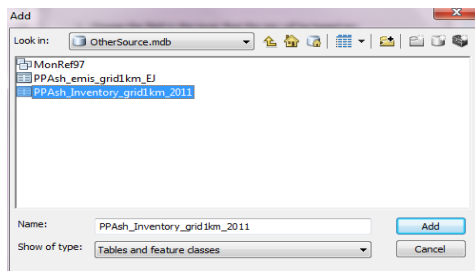 Add
Look in: OtherSource.mdb
MonRef97
PPAsh_emis_grid1km_EJ
PPAsh_Inventory_grid1km_2011
Name: PPAsh_Inventory_grid1km_2011 Add
Show of type: Tables and feature classes Cancel